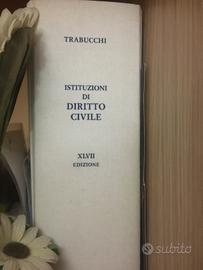 TRABUCCHI
ISTITUZIONI
DI
DIRITTO
CIVILE
XLVII
EDIZIONE
subito